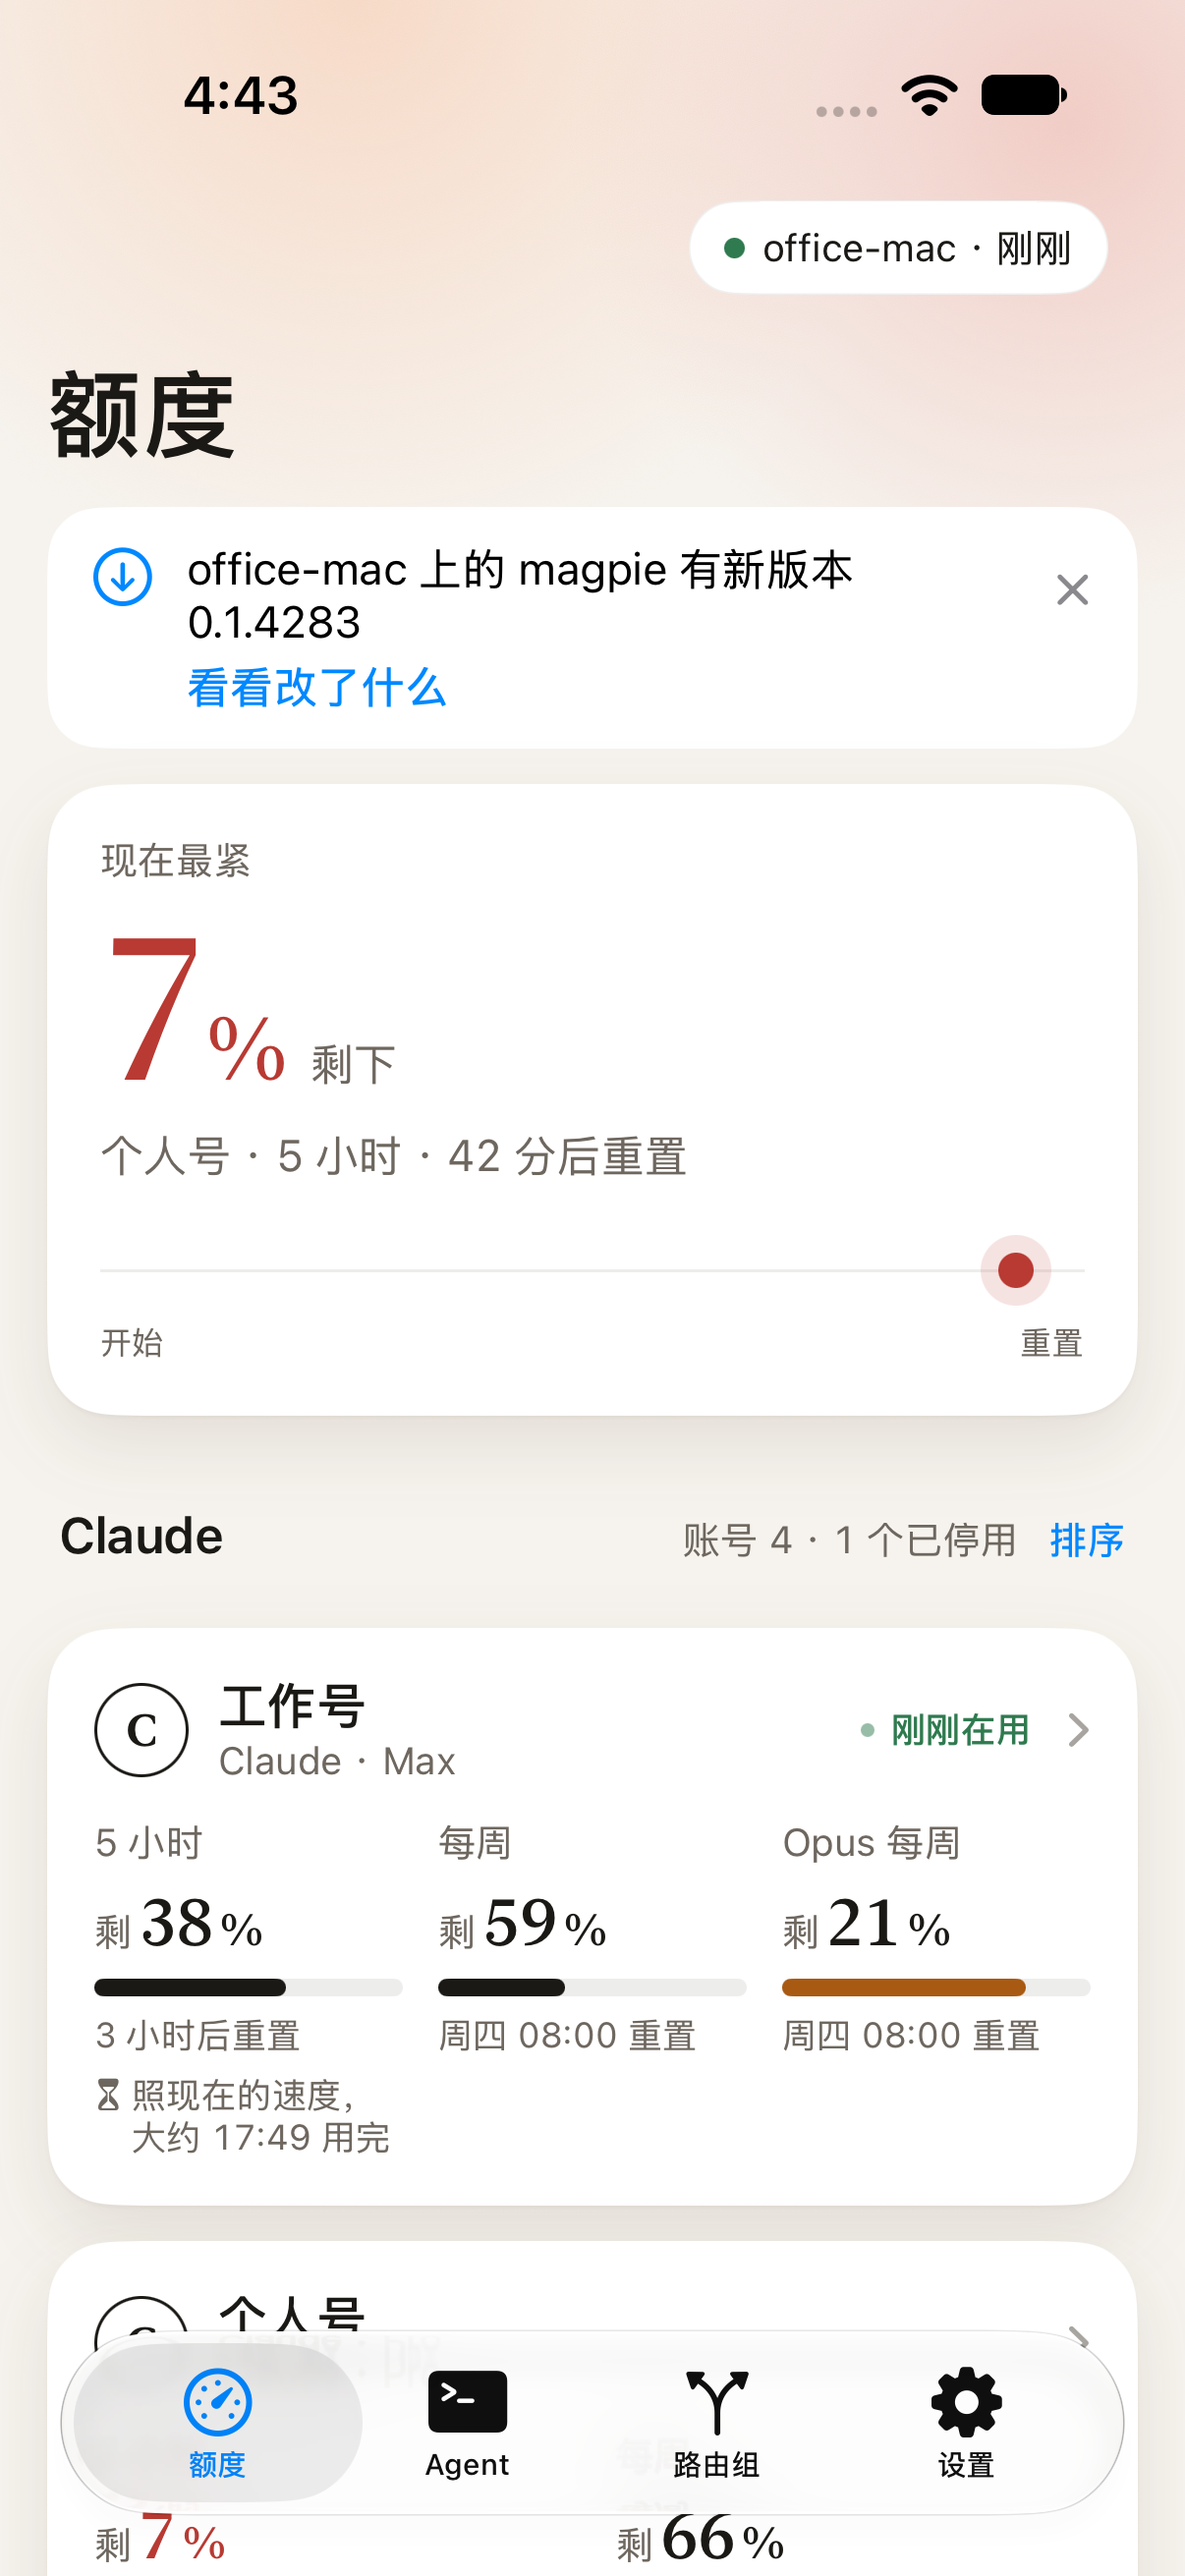 4:43
office-mac · 刚刚
额度
office-mac 上的 magpie 有新版本
0.1.4283
看看改了什么
现在最紧
7% 剩下
个人号 · 5 小时 · 42 分后重置
开始 重置
Claude 账号 4 · 1 个已停用 排序
C 工作号 刚刚在用
Claude · Max
5 小时 每周 Opus 每周
剩 38% 剩 59% 剩 21%
3 小时后重置 周四 08:00 重置 周四 08:00 重置
照现在的速度,
大约 17:49 用完
个人号
额度 Agent 路由组 设置
剩 7% 剩 66%